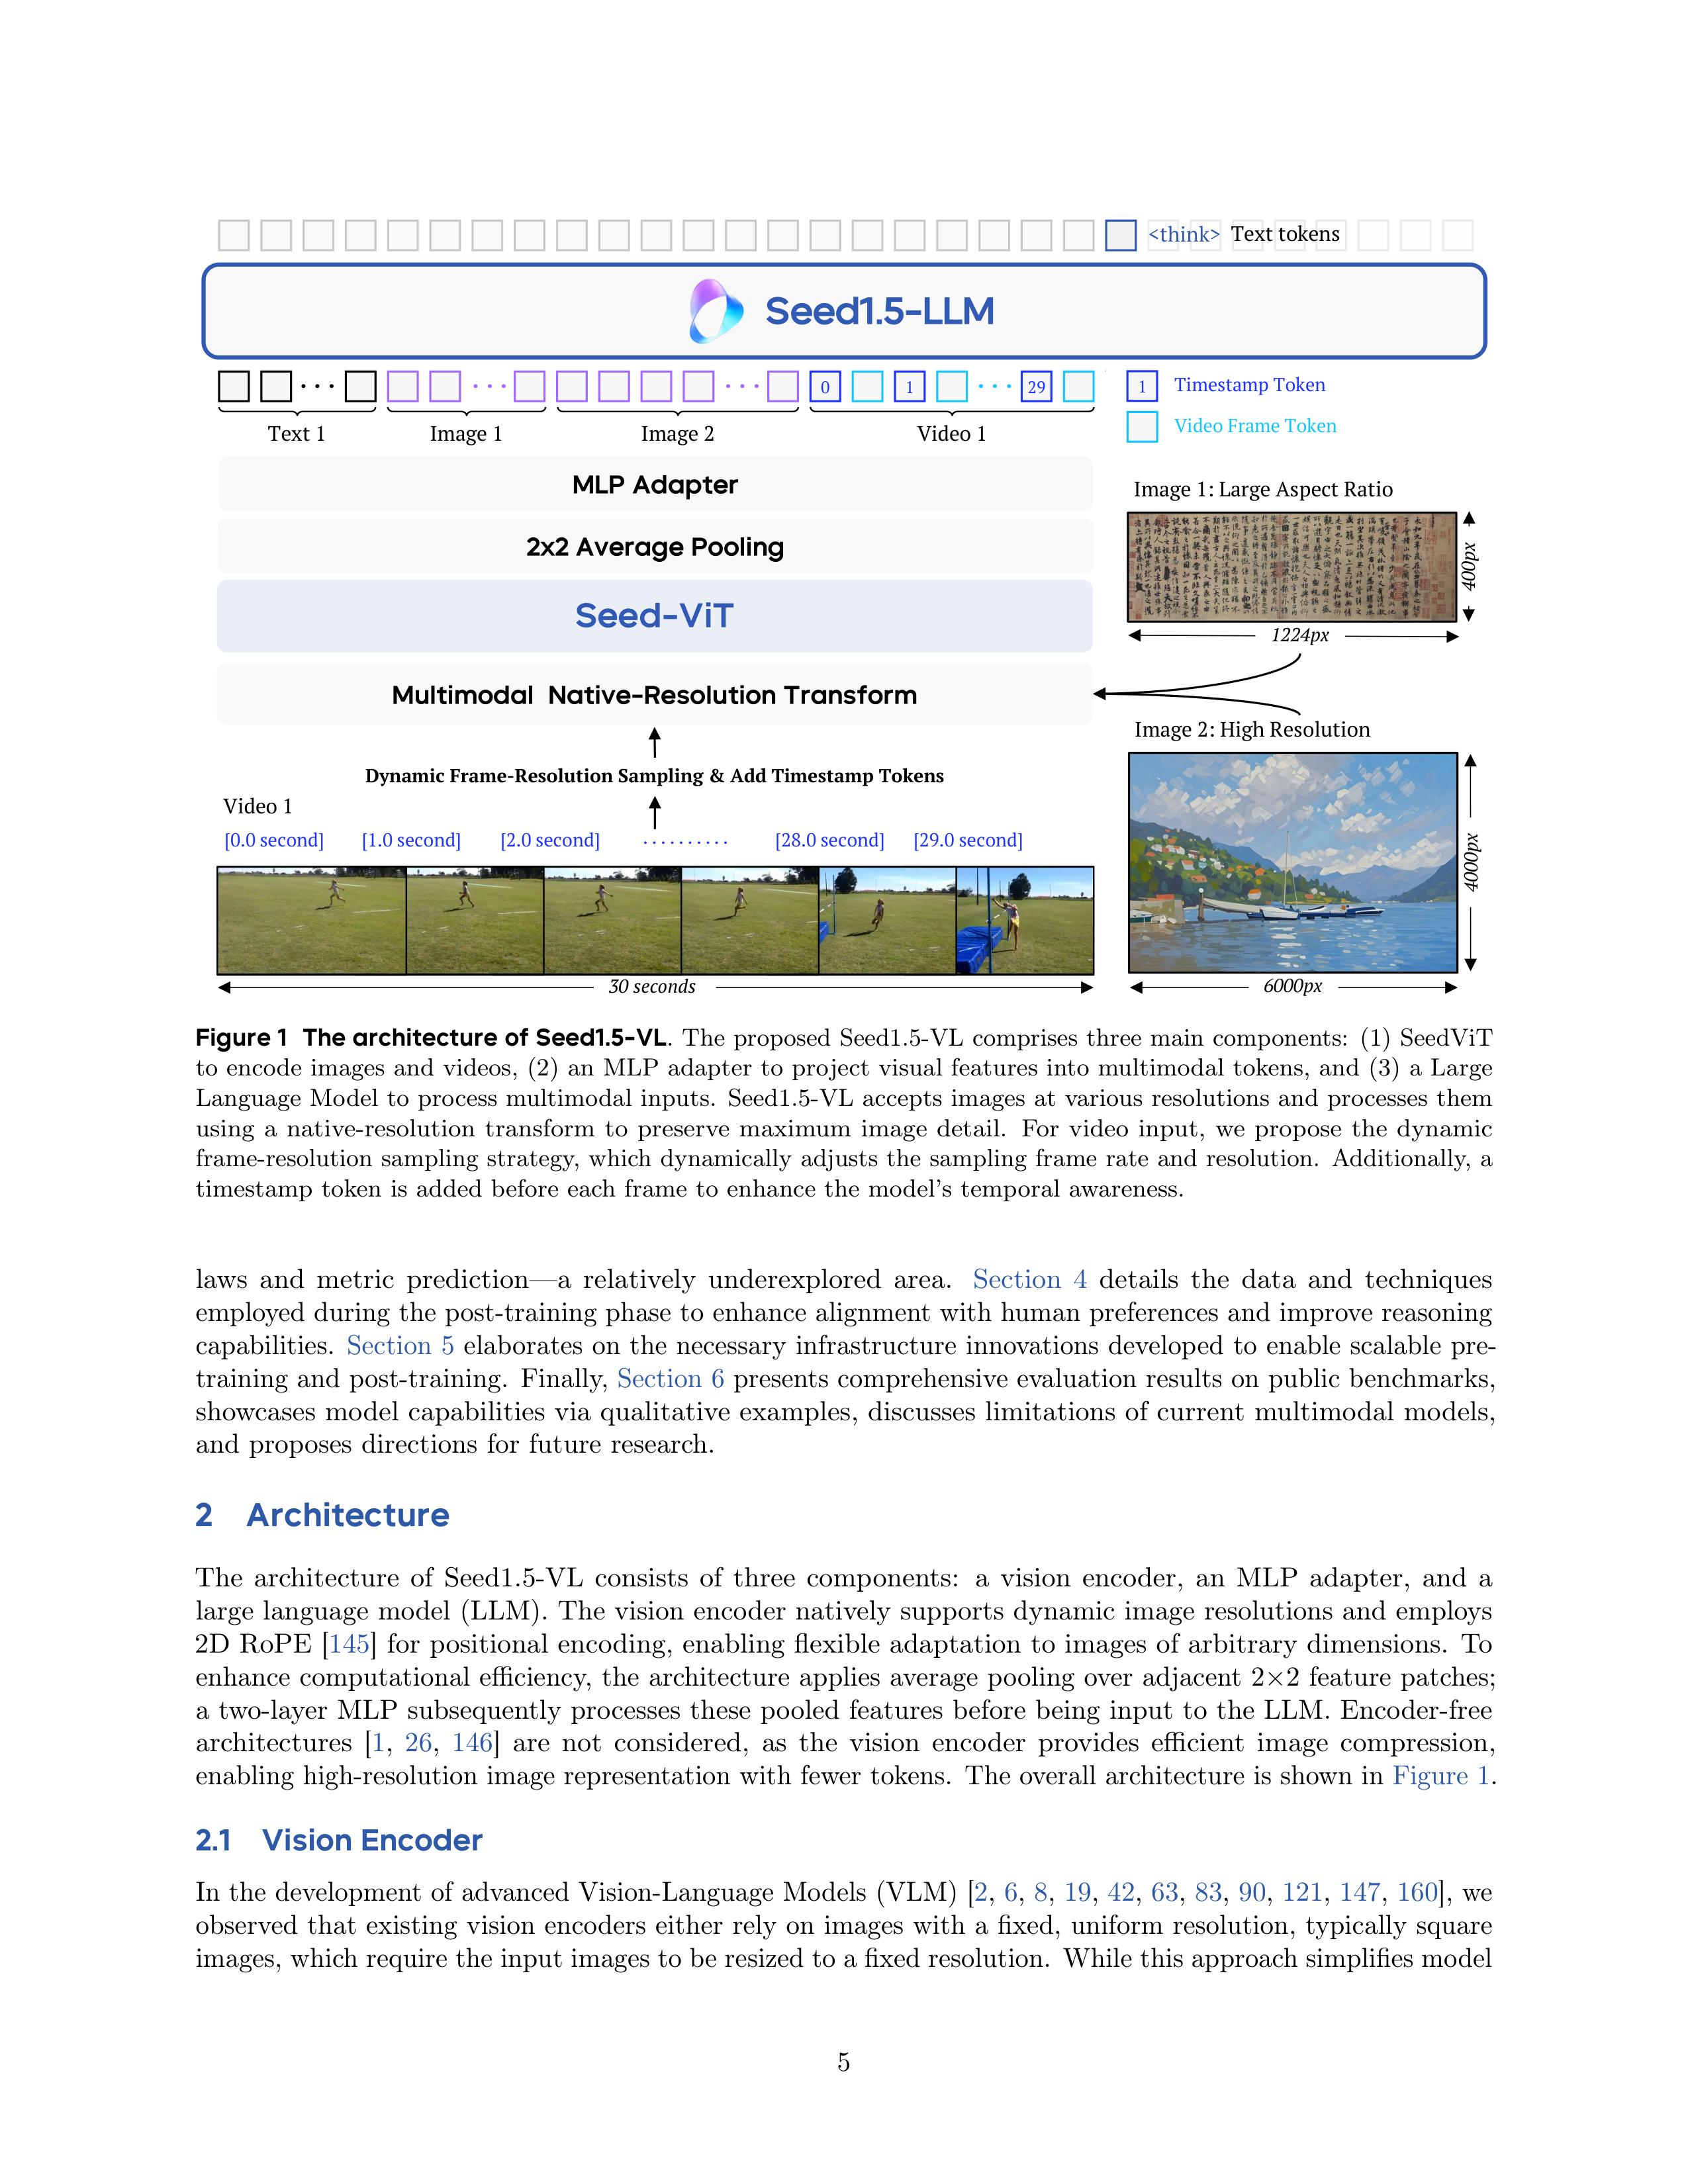 <think> Text tokens
Seed1.5-LLM
0 1 29
1 Timestamp Token
Video Frame Token
Text 1 Image 1 Image 2 Video 1
MLP Adapter
2x2 Average Pooling
Seed-ViT
Multimodal Native-Resolution Transform
Image 1: Large Aspect Ratio
400px
1224px
Image 2: High Resolution
4000px
6000px
Dynamic Frame-Resolution Sampling & Add Timestamp Tokens
Video 1
[0.0 second] [1.0 second] [2.0 second] .......... [28.0 second] [29.0 second]
30 seconds
Figure 1 The architecture of Seed1.5-VL. The proposed Seed1.5-VL comprises three main components: (1) SeedViT
to encode images and videos, (2) an MLP adapter to project visual features into multimodal tokens, and (3) a Large
Language Model to process multimodal inputs. Seed1.5-VL accepts images at various resolutions and processes them
using a native-resolution transform to preserve maximum image detail. For video input, we propose the dynamic
frame-resolution sampling strategy, which dynamically adjusts the sampling frame rate and resolution. Additionally, a
timestamp token is added before each frame to enhance the model's temporal awareness.
laws and metric prediction—a relatively underexplored area. Section 4 details the data and techniques
employed during the post-training phase to enhance alignment with human preferences and improve reasoning
capabilities. Section 5 elaborates on the necessary infrastructure innovations developed to enable scalable pre-
training and post-training. Finally, Section 6 presents comprehensive evaluation results on public benchmarks,
showcases model capabilities via qualitative examples, discusses limitations of current multimodal models,
and proposes directions for future research.
2 Architecture
The architecture of Seed1.5-VL consists of three components: a vision encoder, an MLP adapter, and a
large language model (LLM). The vision encoder natively supports dynamic image resolutions and employs
2D RoPE [145] for positional encoding, enabling flexible adaptation to images of arbitrary dimensions. To
enhance computational efficiency, the architecture applies average pooling over adjacent 2×2 feature patches;
a two-layer MLP subsequently processes these pooled features before being input to the LLM. Encoder-free
architectures [1, 26, 146] are not considered, as the vision encoder provides efficient image compression,
enabling high-resolution image representation with fewer tokens. The overall architecture is shown in Figure 1.
2.1 Vision Encoder
In the development of advanced Vision-Language Models (VLM) [2, 6, 8, 19, 42, 63, 83, 90, 121, 147, 160], we
observed that existing vision encoders either rely on images with a fixed, uniform resolution, typically square
images, which require the input images to be resized to a fixed resolution. While this approach simplifies model
5